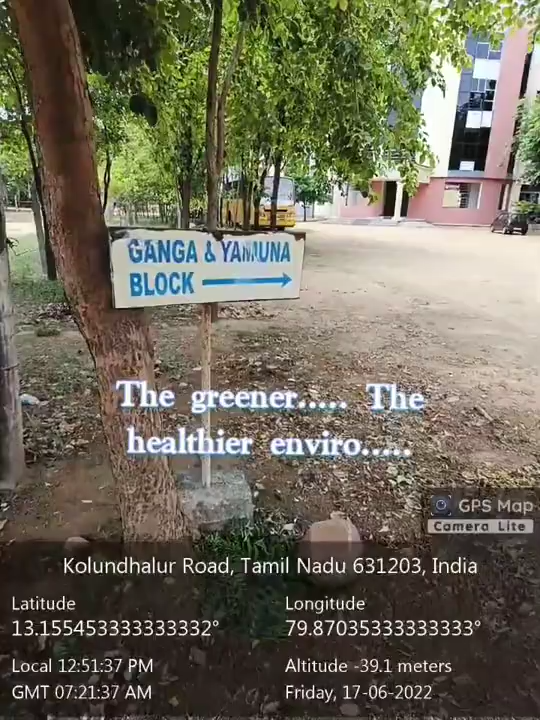 GANGA & YAMUNA
BLOCK
The greener..... The
healthier enviro.....
GPS Map
Camera Lite
Kolundhalur Road, Tamil Nadu 631203, India
Latitude
13.155453333333332°
Longitude
79.87035333333333°
Local 12:51:37 PM
Altitude -39.1 meters
GMT 07:21:37 AM
Friday, 17-06-2022